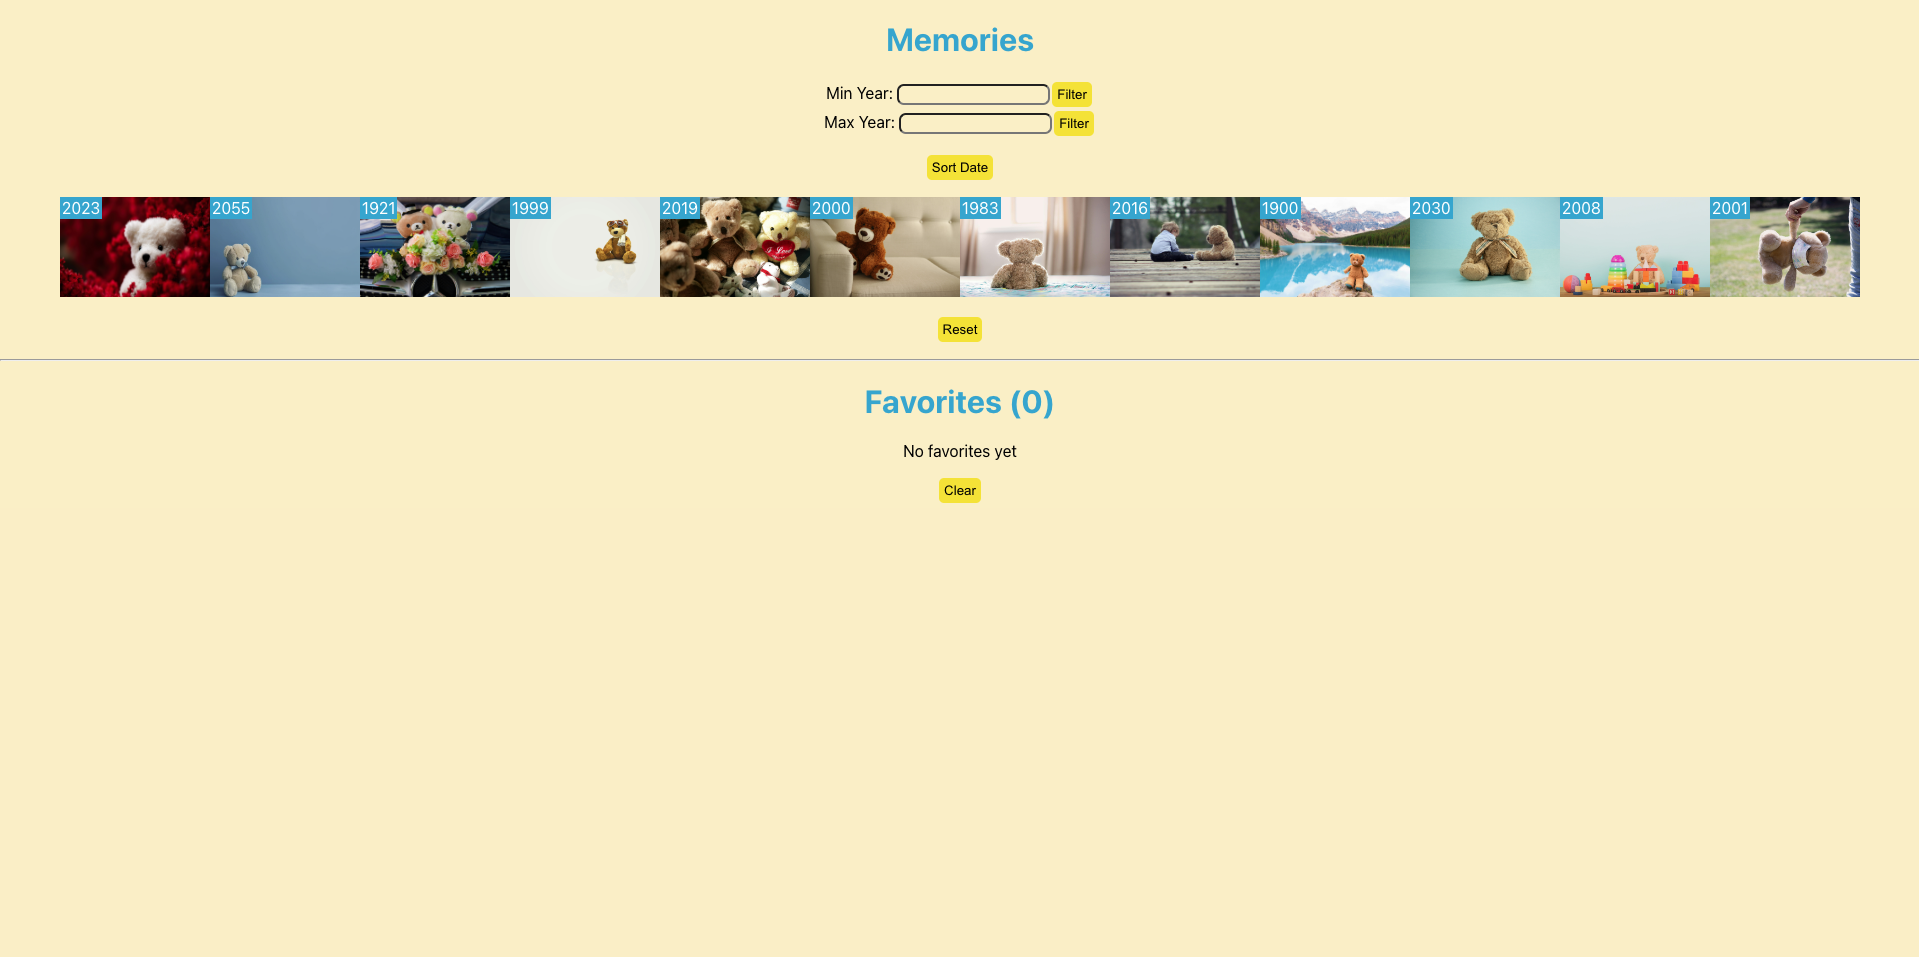 Memories
Min Year: Filter
Max Year: Filter
Sort Date
2023 2055 1921 1999 2019 2000 1983 2016 1900 2030 2008 2001
Reset
Favorites (0)
No favorites yet
Clear